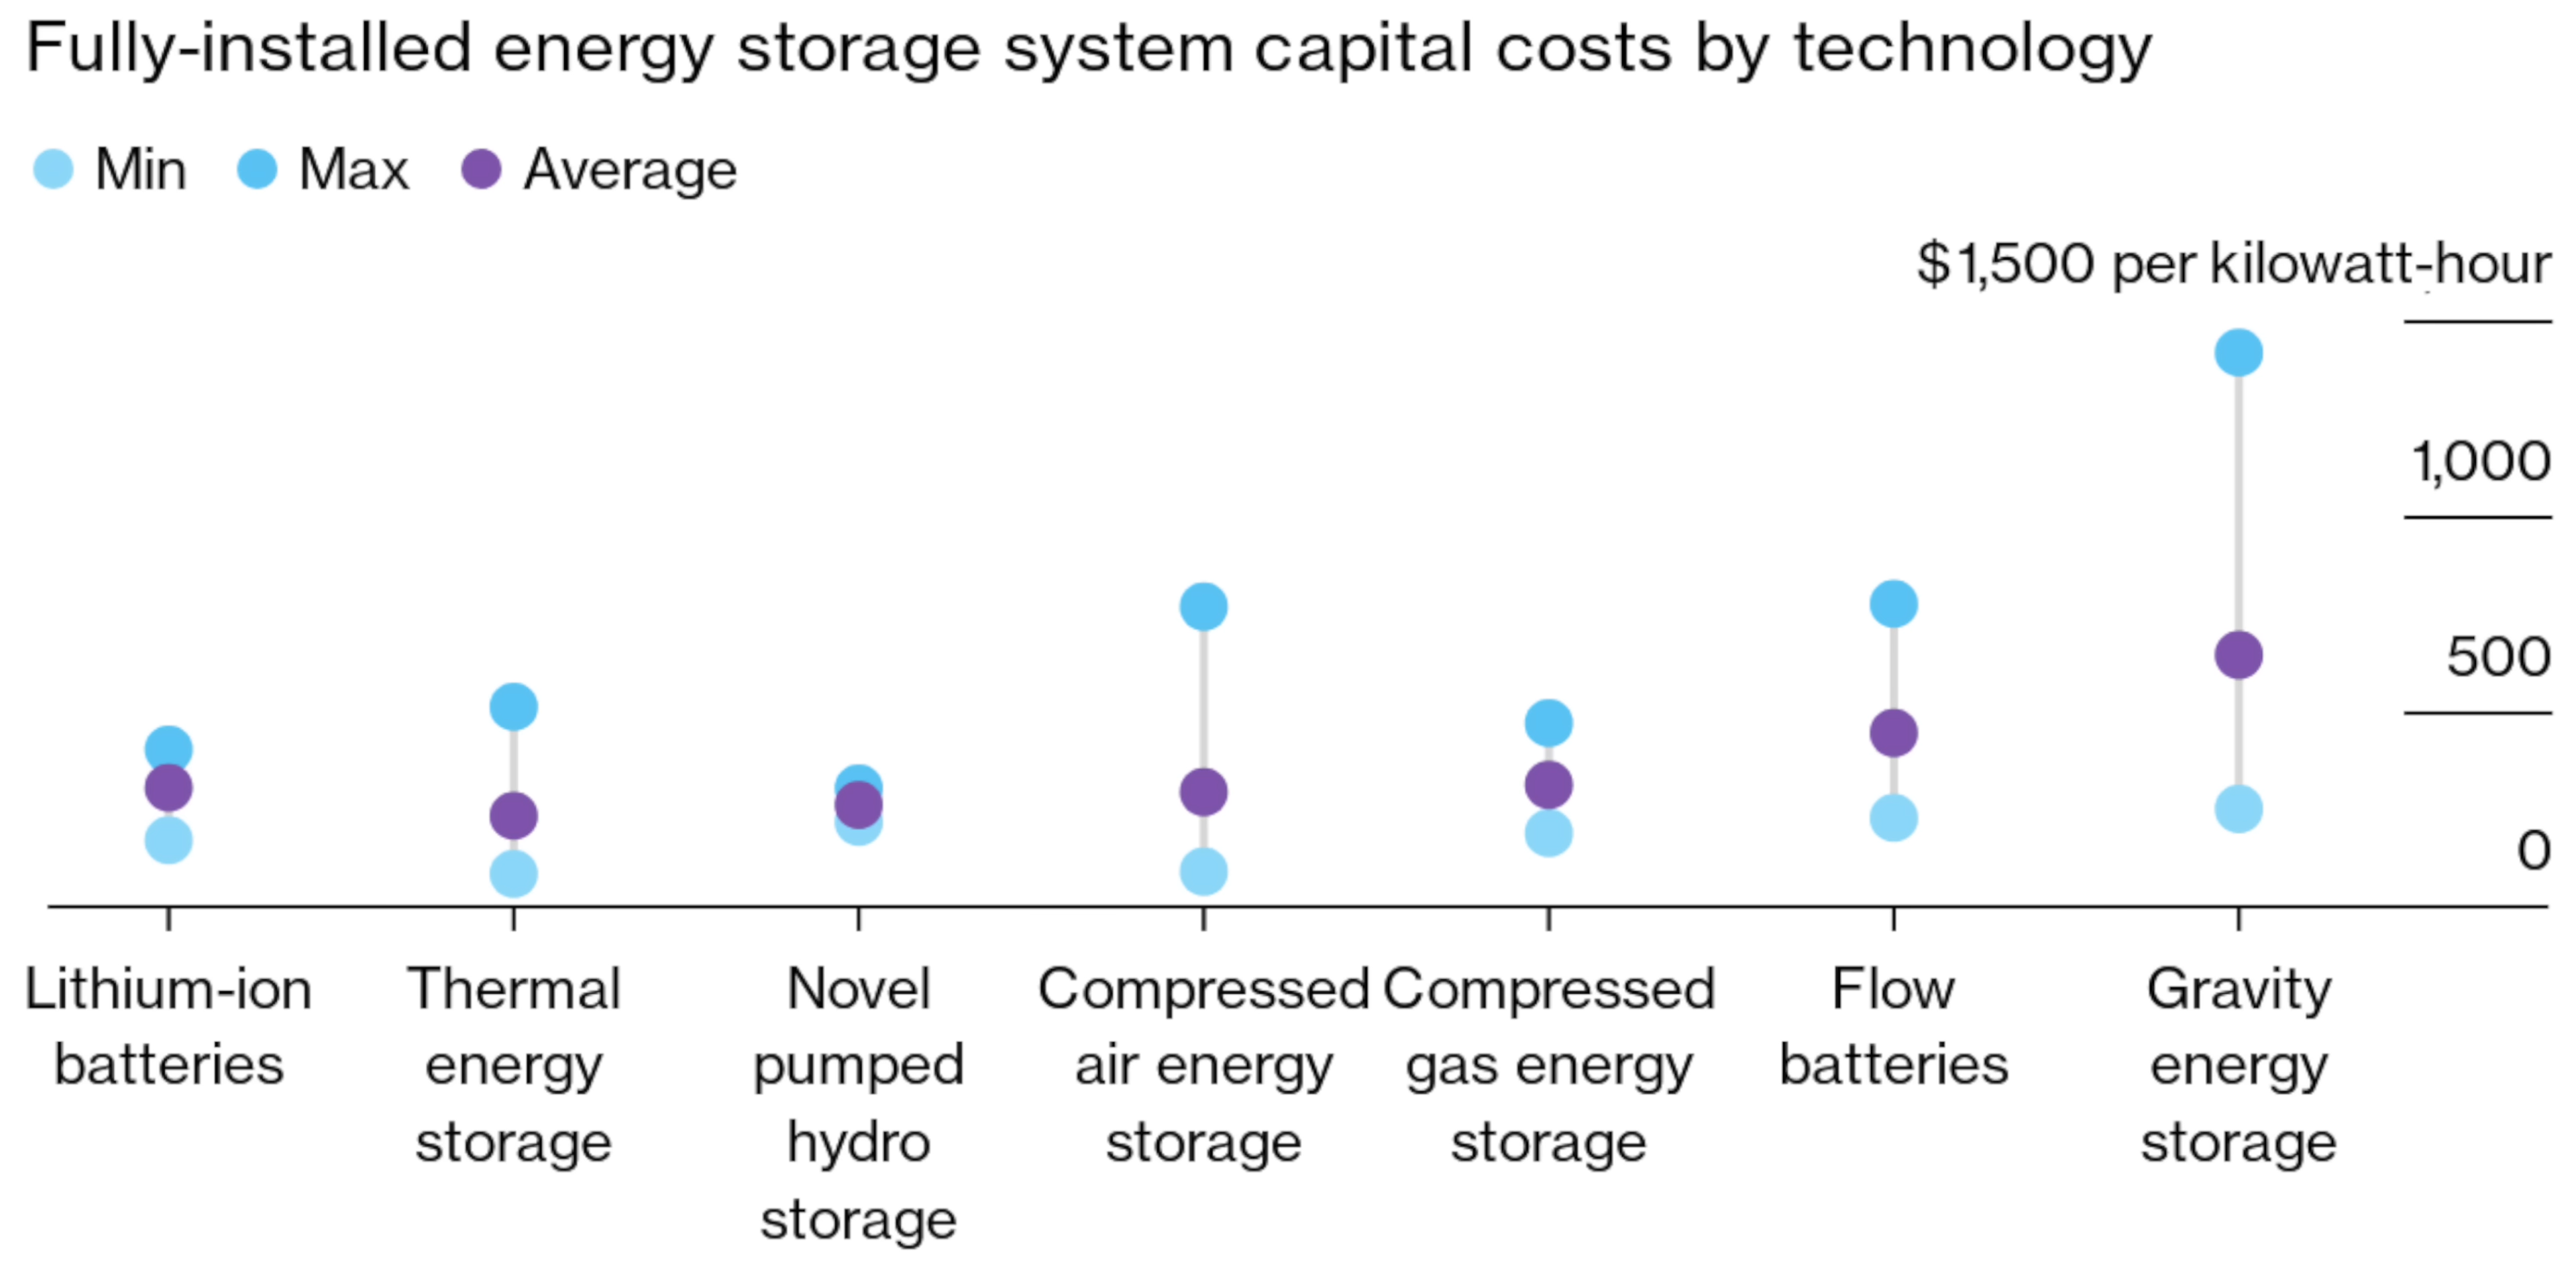 Fully-installed energy storage system capital costs by technology
Min Max Average
$1,500 per kilowatt-hour
1,000
500
0
Lithium-ion
batteries
Thermal
energy
storage
Novel
pumped
hydro
storage
Compressed
air energy
storage
Compressed
gas energy
storage
Flow
batteries
Gravity
energy
storage